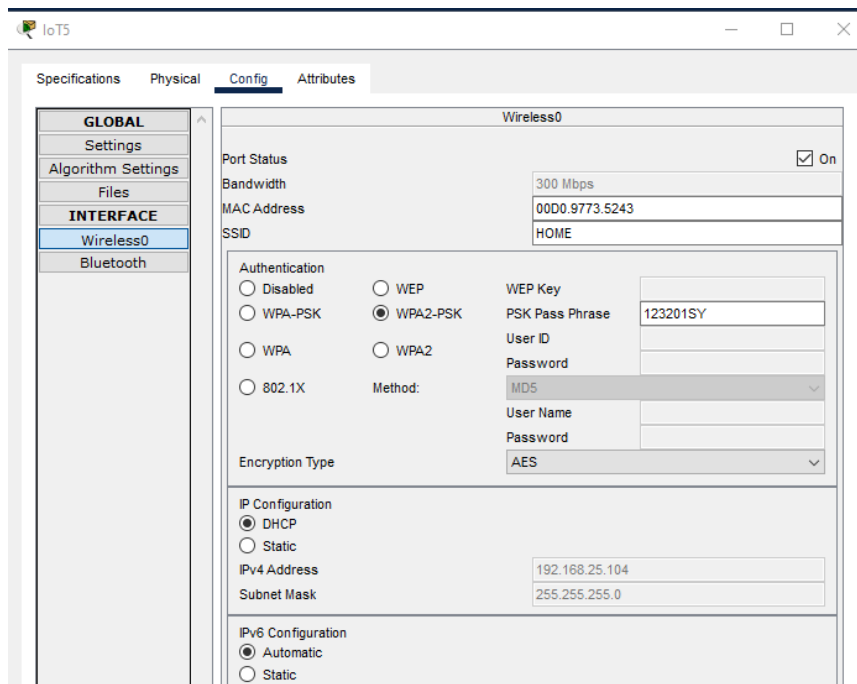 IoT5
Specifications Physical Config Attributes
GLOBAL
Settings
Algorithm Settings
Files
INTERFACE
Wireless0
Bluetooth
Wireless0
Port Status On
Bandwidth 300 Mbps
MAC Address 00D0.9773.5243
SSID HOME
Authentication
Disabled WEP WEP Key
WPA-PSK WPA2-PSK PSK Pass Phrase 123201SY
User ID
WPA WPA2
Password
802.1X Method: MD5
User Name
Password
Encryption Type AES
IP Configuration
DHCP
Static
IPv4 Address 192.168.25.104
Subnet Mask 255.255.255.0
IPv6 Configuration
Automatic
Static